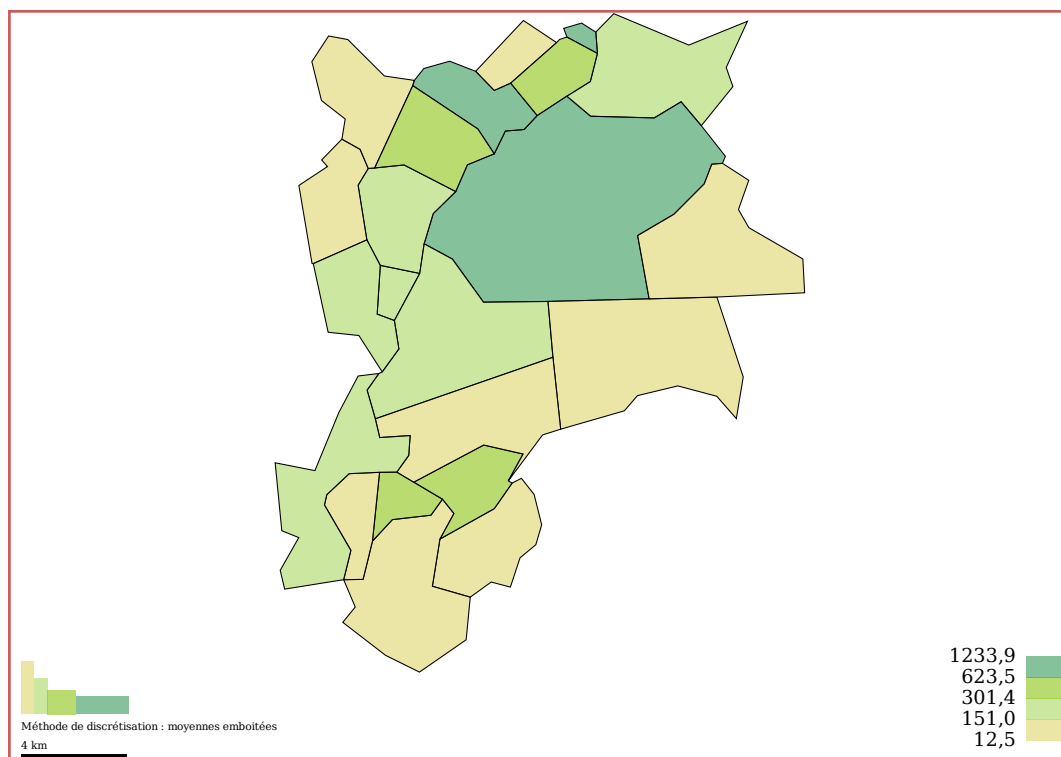 1233,9
623,5
301,4
151,0
12,5
Méthode de discrétisation : moyennes emboitées
4 km